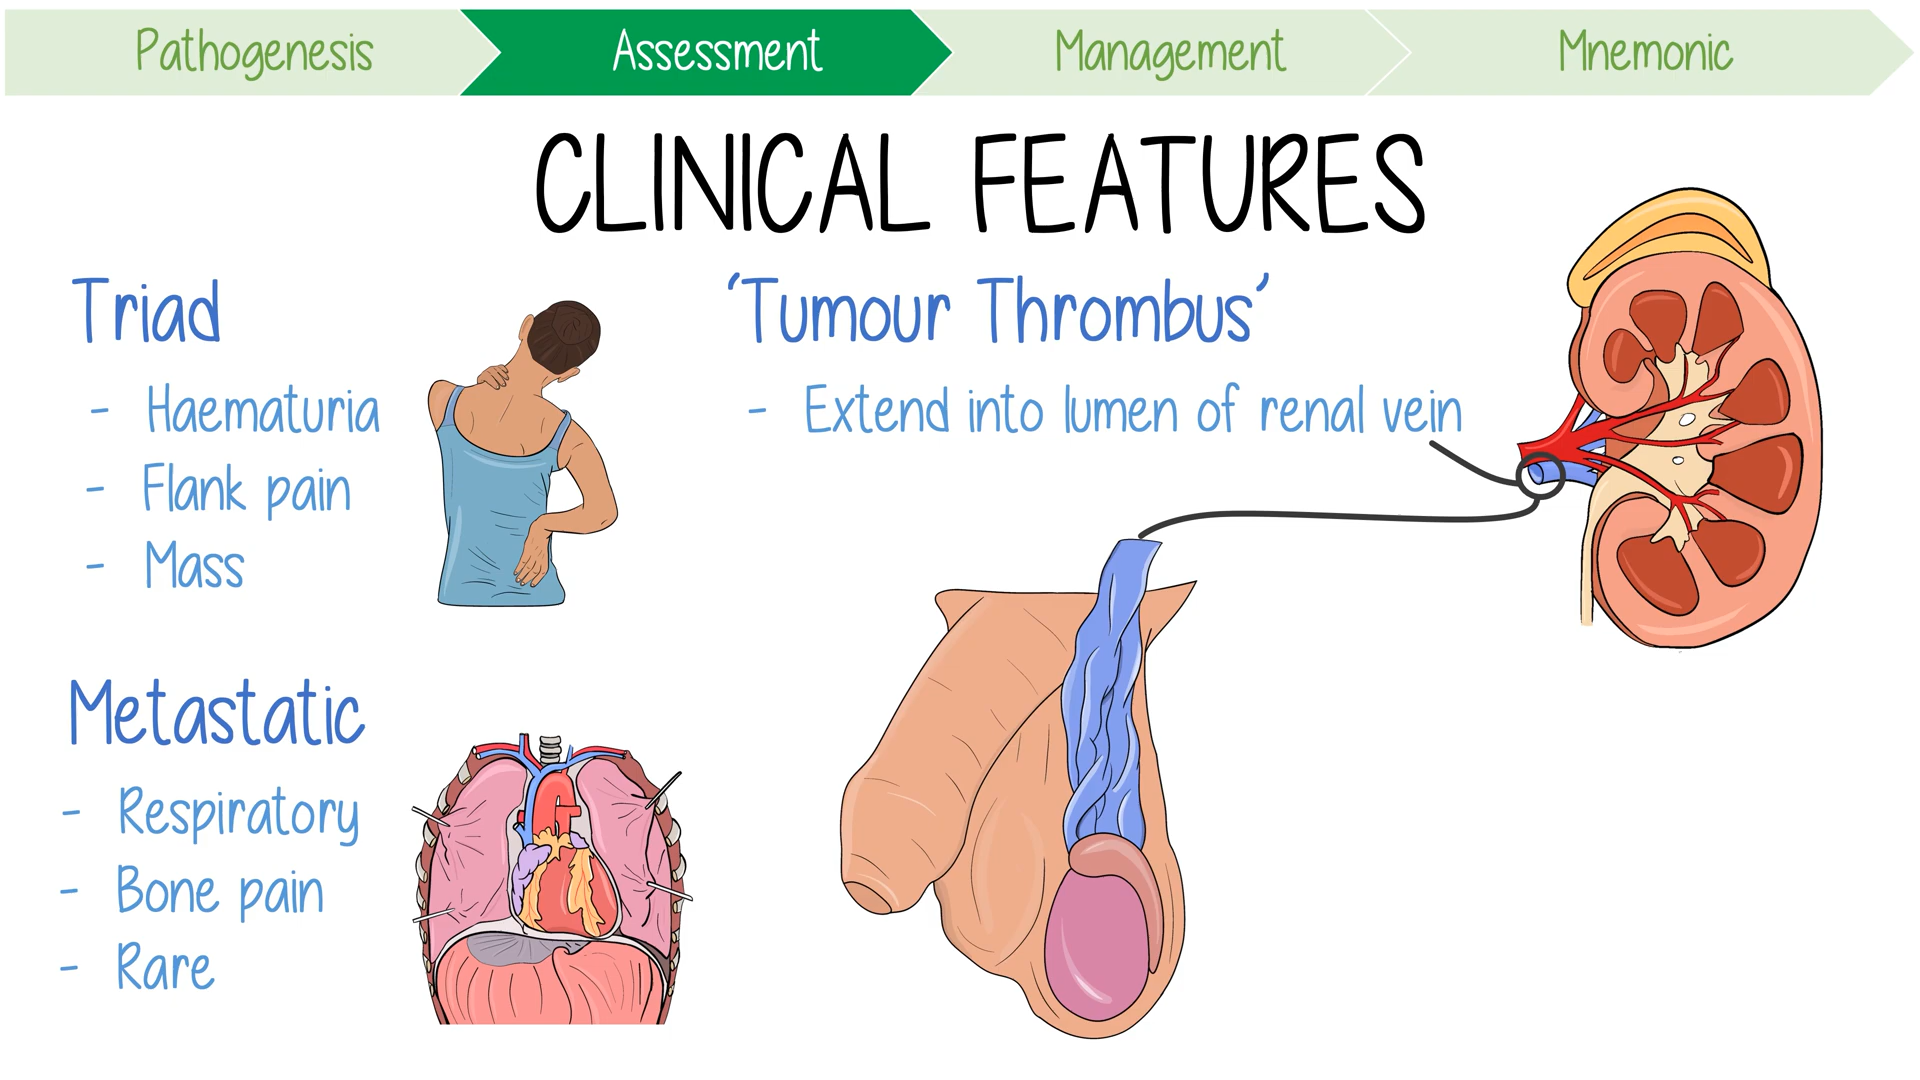 Pathogenesis
Assessment
Management
Mnemonic
CLINICAL FEATURES
Triad
- Haematuria
- Flank pain
- Mass
'Tumour Thrombus'
- Extend into lumen of renal vein
Metastatic
- Respiratory
- Bone pain
- Rare